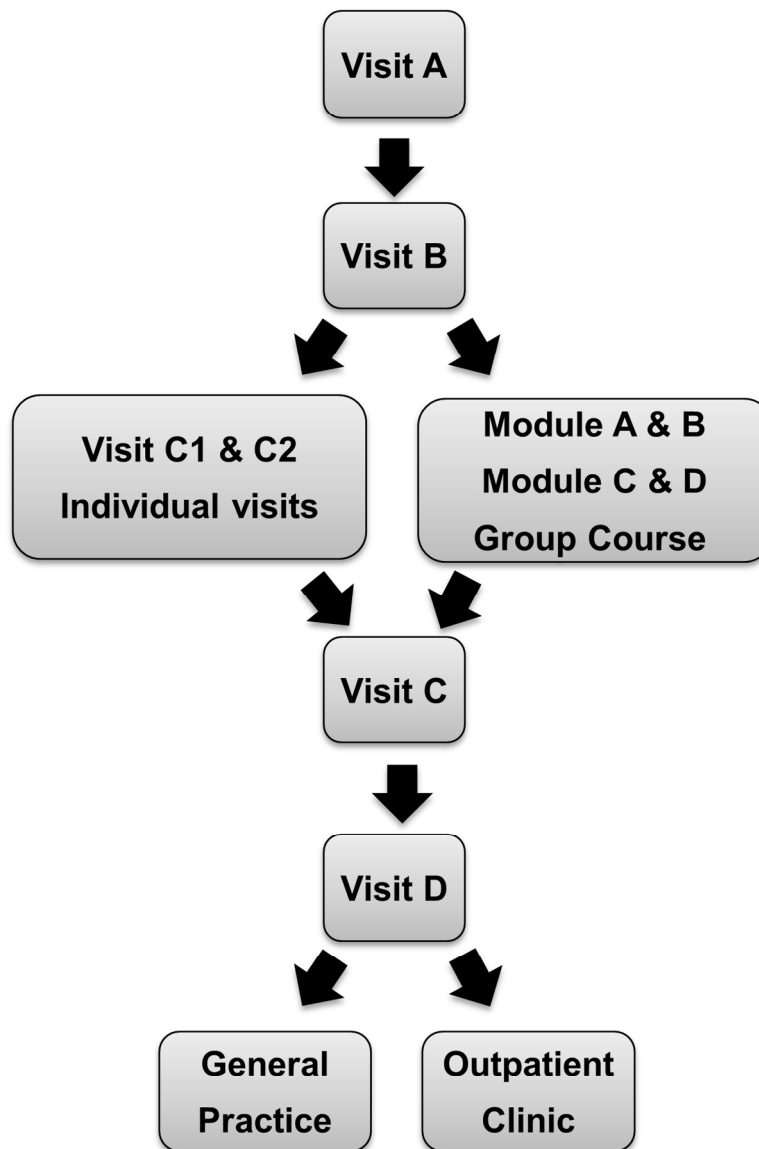 Visit A
Visit B
Visit C1 & C2
Individual visits
Module A & B
Module C & D
Group Course
Visit C
Visit D
General
Practice
Outpatient
Clinic